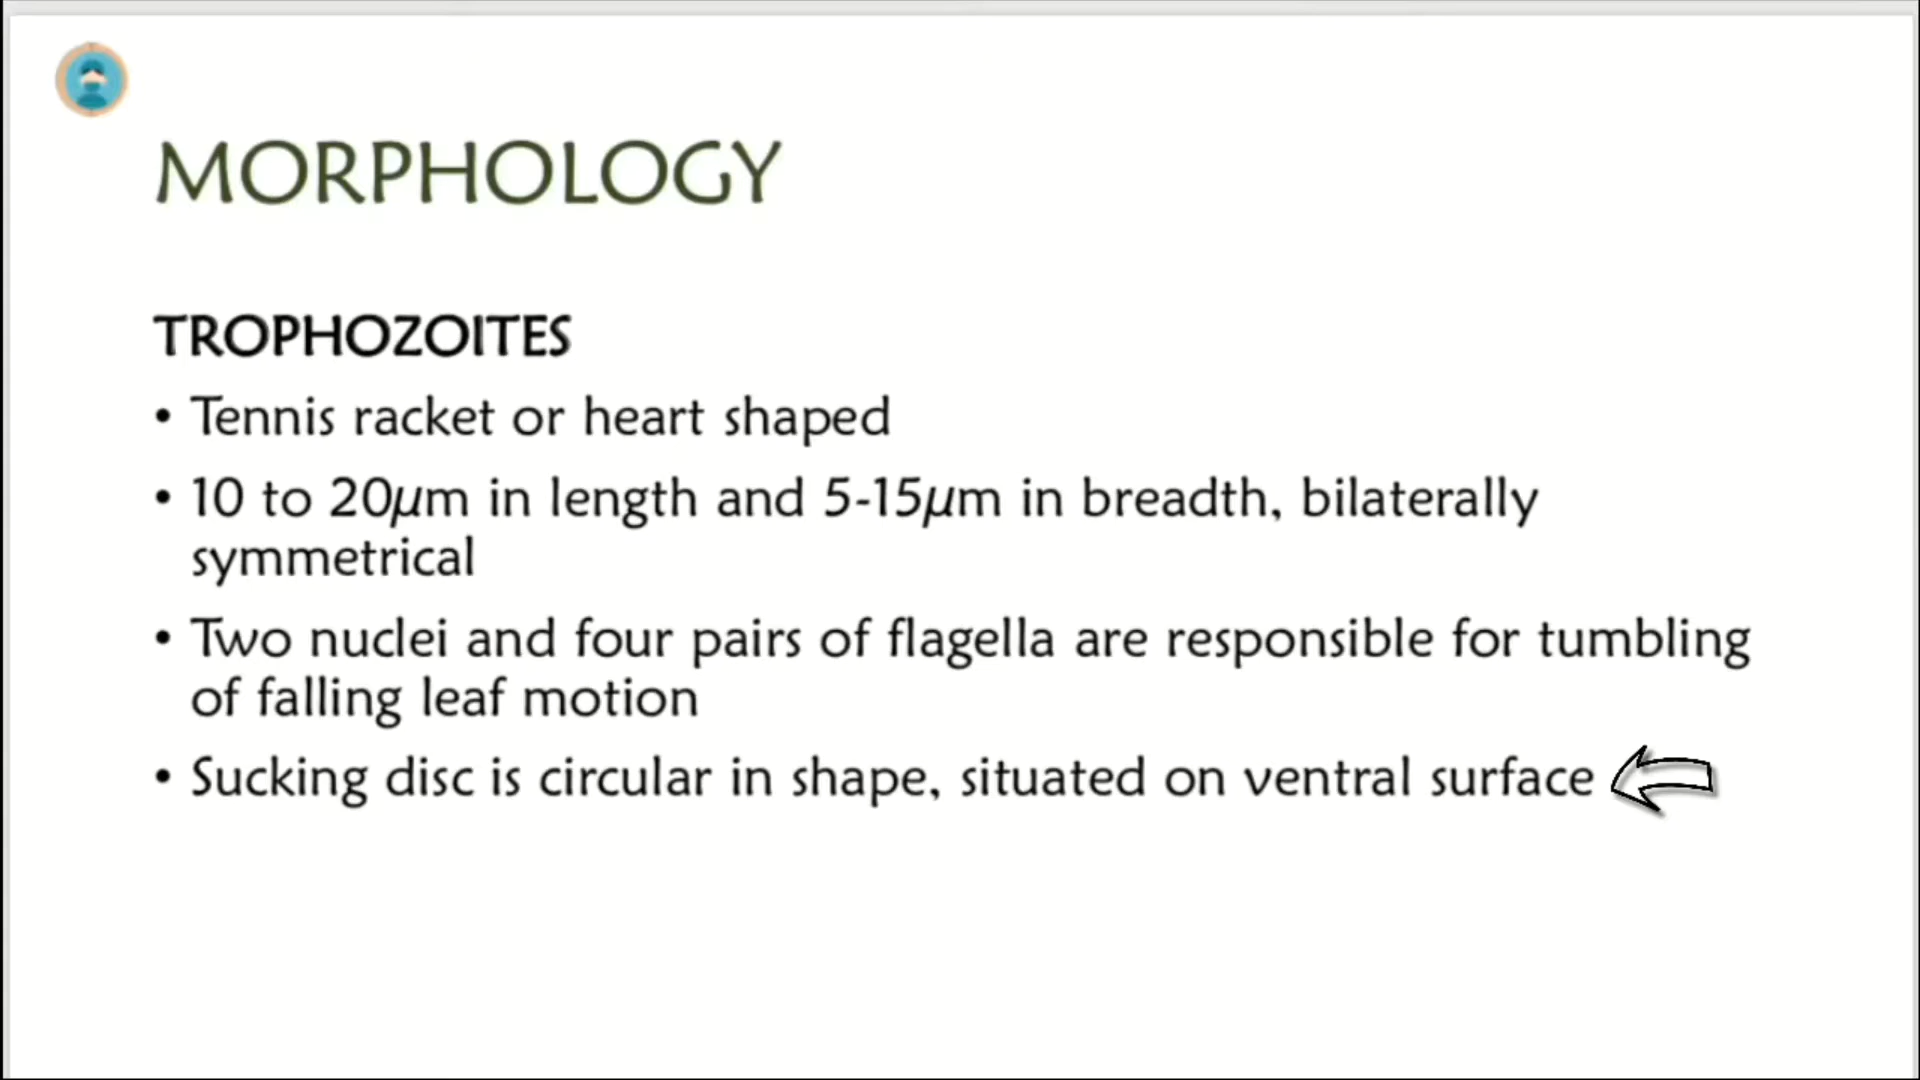 MORPHOLOGY
TROPHOZOITES
• Tennis racket or heart shaped
• 10 to 20μm in length and 5-15μm in breadth, bilaterally
symmetrical
• Two nuclei and four pairs of flagella are responsible for tumbling
of falling leaf motion
• Sucking disc is circular in shape, situated on ventral surface